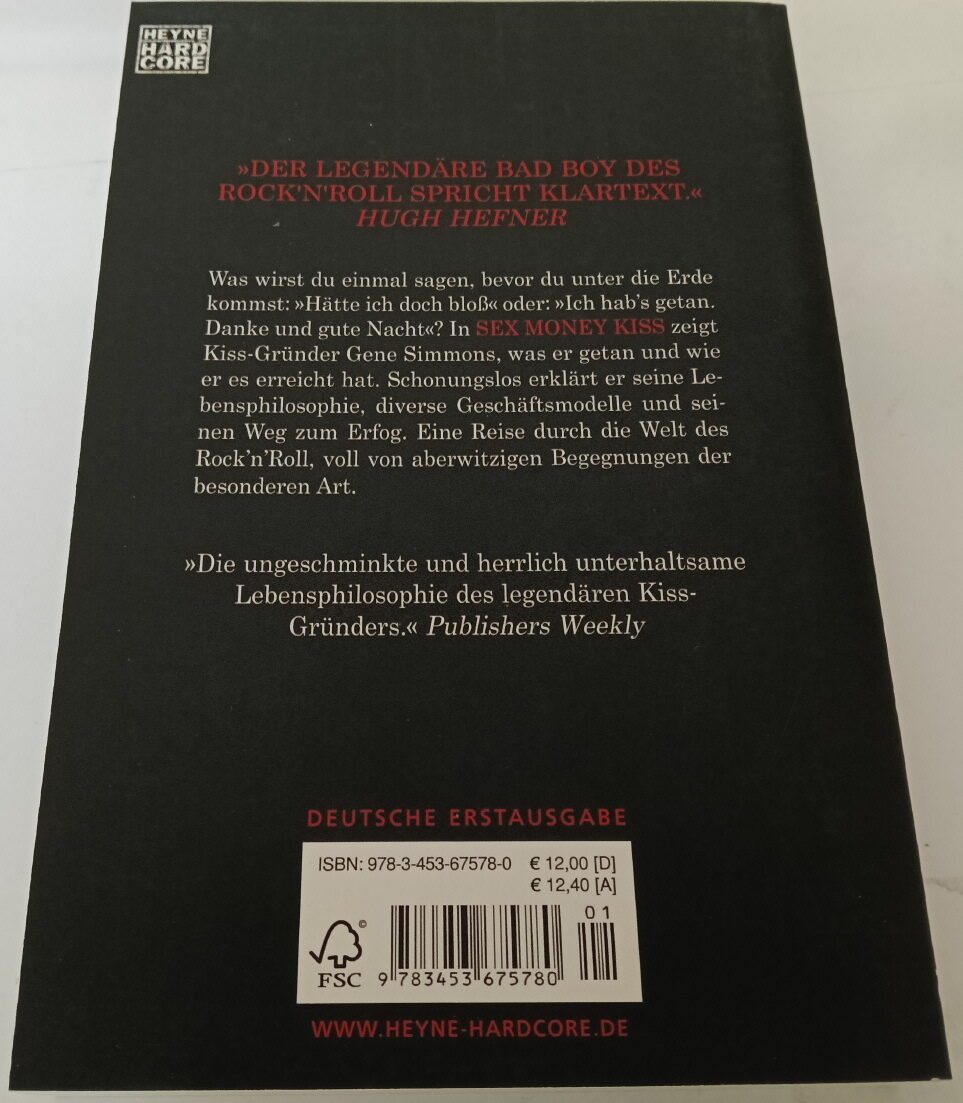 HEYNE
HARD
CORE
»DER LEGENDÄRE BAD BOY DES
ROCK'N'ROLL SPRICHT KLARTEXT.«
HUGH HEFNER
Was wirst du einmal sagen, bevor du unter die Erde
kommst: »Hätte ich doch bloß« oder: »Ich hab's getan.
Danke und gute Nacht«? In SEX MONEY KISS zeigt
Kiss-Gründer Gene Simmons, was er getan und wie
er es erreicht hat. Schonungslos erklärt er seine Le-
bensphilosophie, diverse Geschäftsmodelle und sei-
nen Weg zum Erfog. Eine Reise durch die Welt des
Rock'n'Roll, voll von aberwitzigen Begegnungen der
besonderen Art.
»Die ungeschminkte und herrlich unterhaltsame
Lebensphilosophie des legendären Kiss-
Gründers.« Publishers Weekly
DEUTSCHE ERSTAUSGABE
ISBN: 978-3-453-67578-0 € 12,00 [D]
€ 12,40 [A]
01
©
FSC
9 783453 675780
WWW.HEYNE-HARDCORE.DE